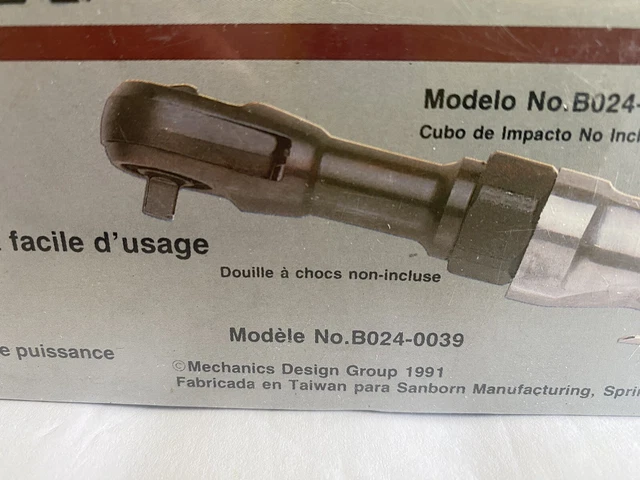 Modelo No.B024-
Cubo de Impacto No Incl
facile d'usage
Douille à chocs non-incluse
Modèle No.B024-0039
e puissance
©Mechanics Design Group 1991
Fabricada en Taiwan para Sanborn Manufacturing, Spri